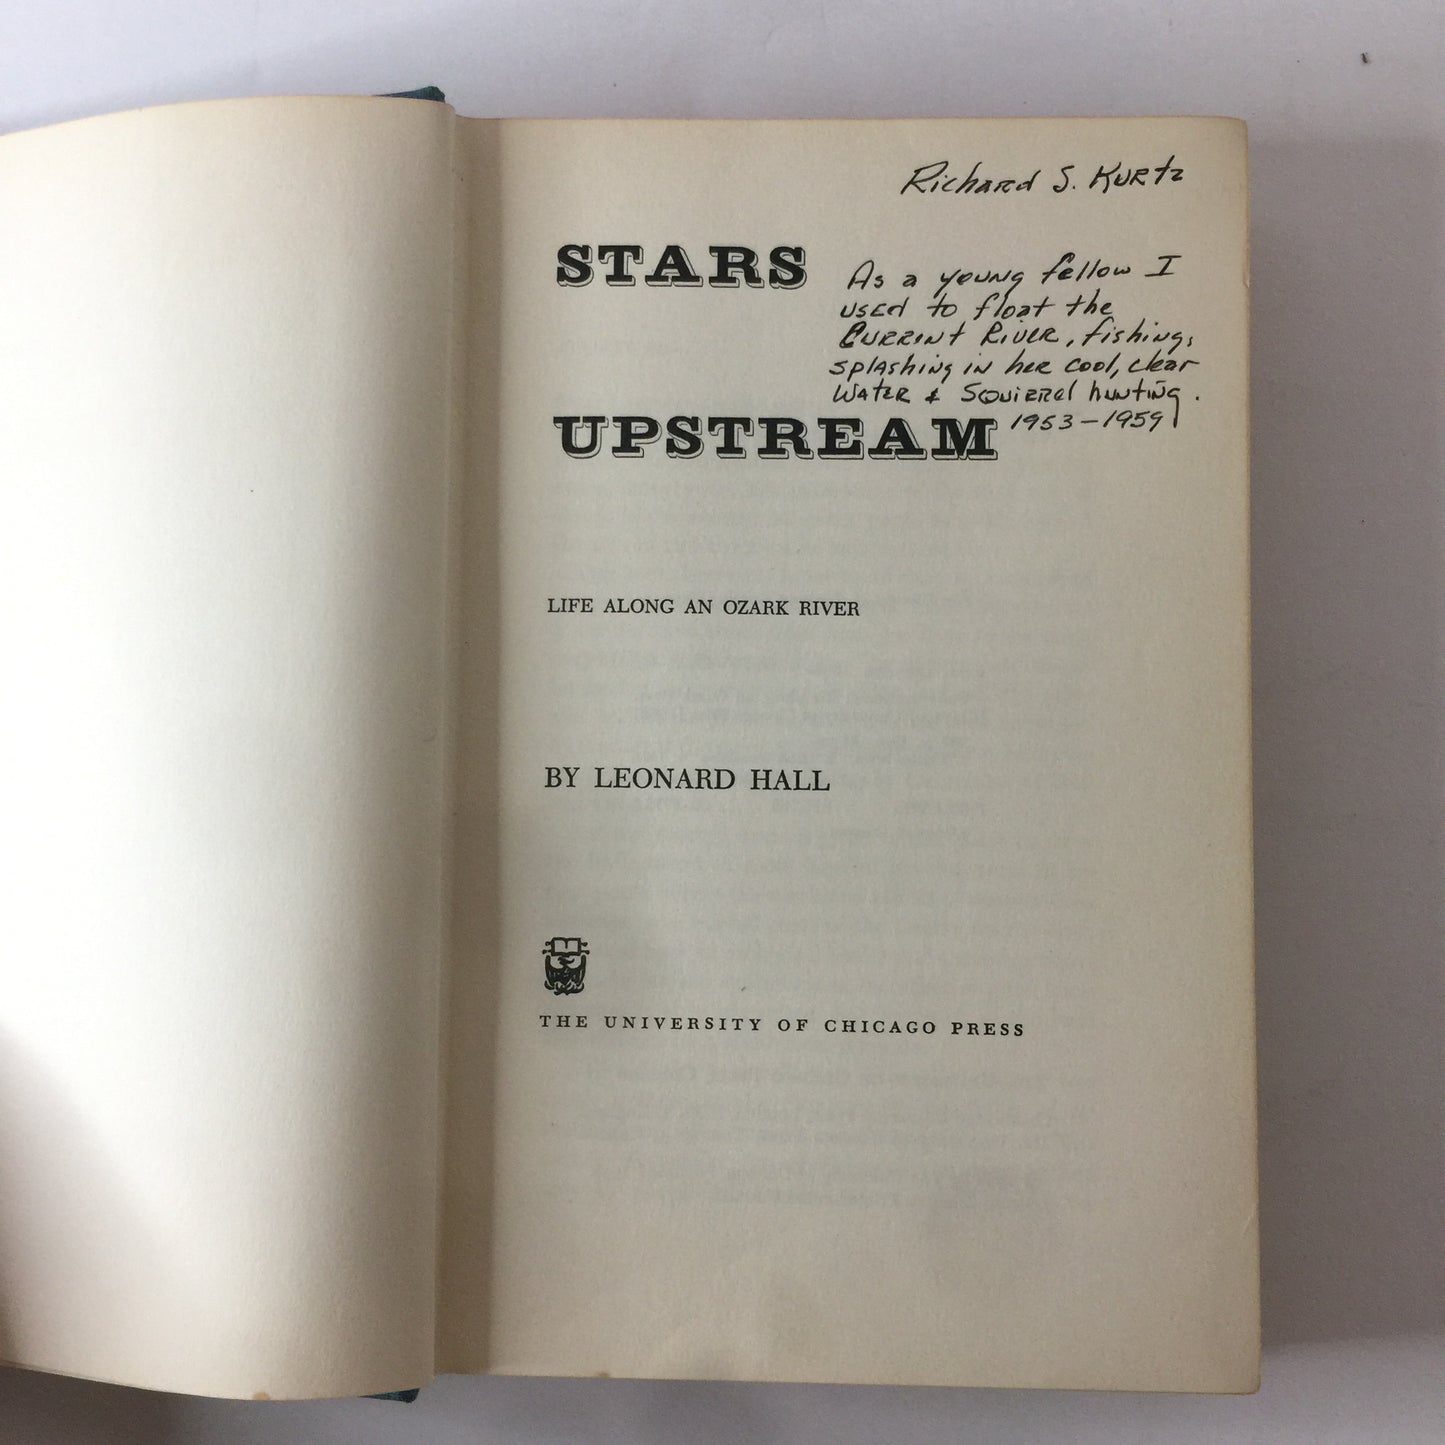 Richard S. Kurtz
STARS
As a young fellow I
used to float the
Current River, fishing,
splashing in her cool, clear
Water & Squirrel hunting.
1953-1959
UPSTREAM
LIFE ALONG AN OZARK RIVER
BY LEONARD HALL
THE UNIVERSITY OF CHICAGO PRESS